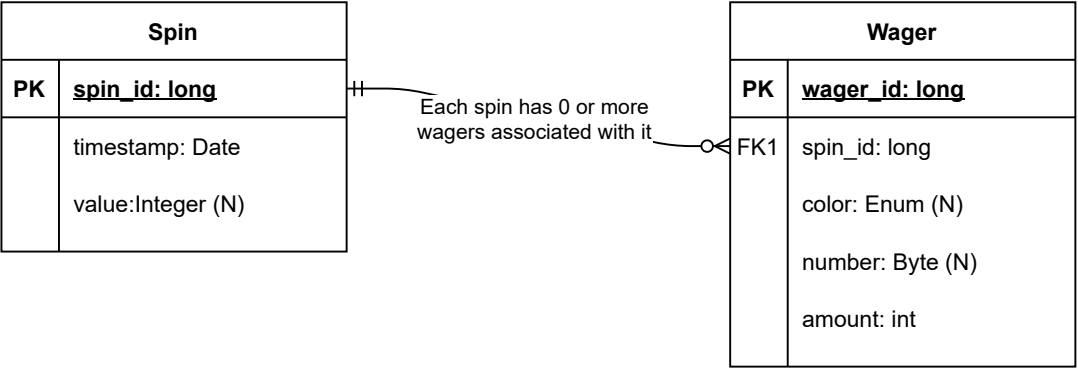 Spin
PK spin_id: long
timestamp: Date
value:Integer (N)
Each spin has 0 or more
wagers associated with it
Wager
PK wager_id: long
FK1 spin_id: long
color: Enum (N)
number: Byte (N)
amount: int